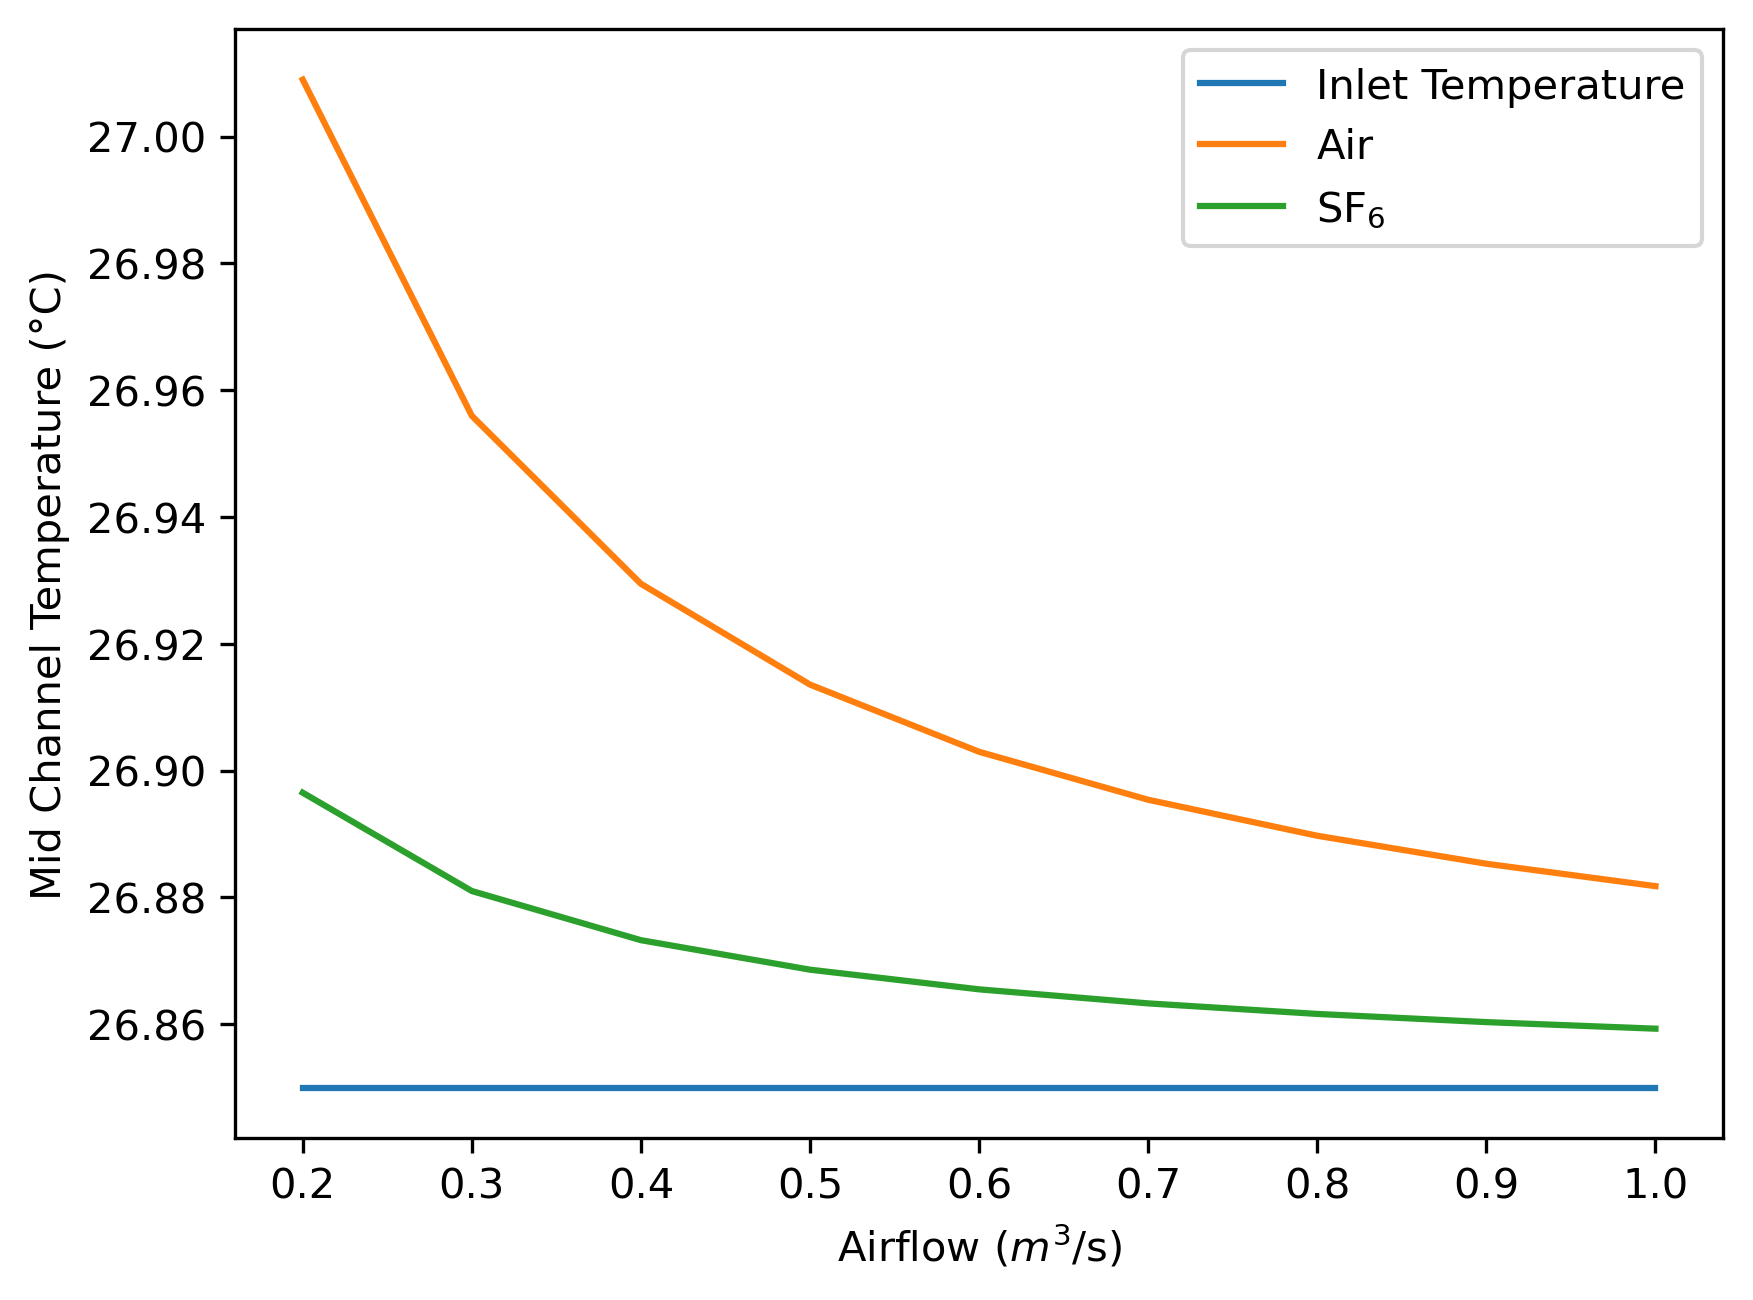 Inlet Temperature
Air
SF₆
27.00
26.98
26.96
26.94
26.92
26.90
26.88
26.86
Mid Channel Temperature (°C)
0.2 0.3 0.4 0.5 0.6 0.7 0.8 0.9 1.0
Airflow (m³/s)